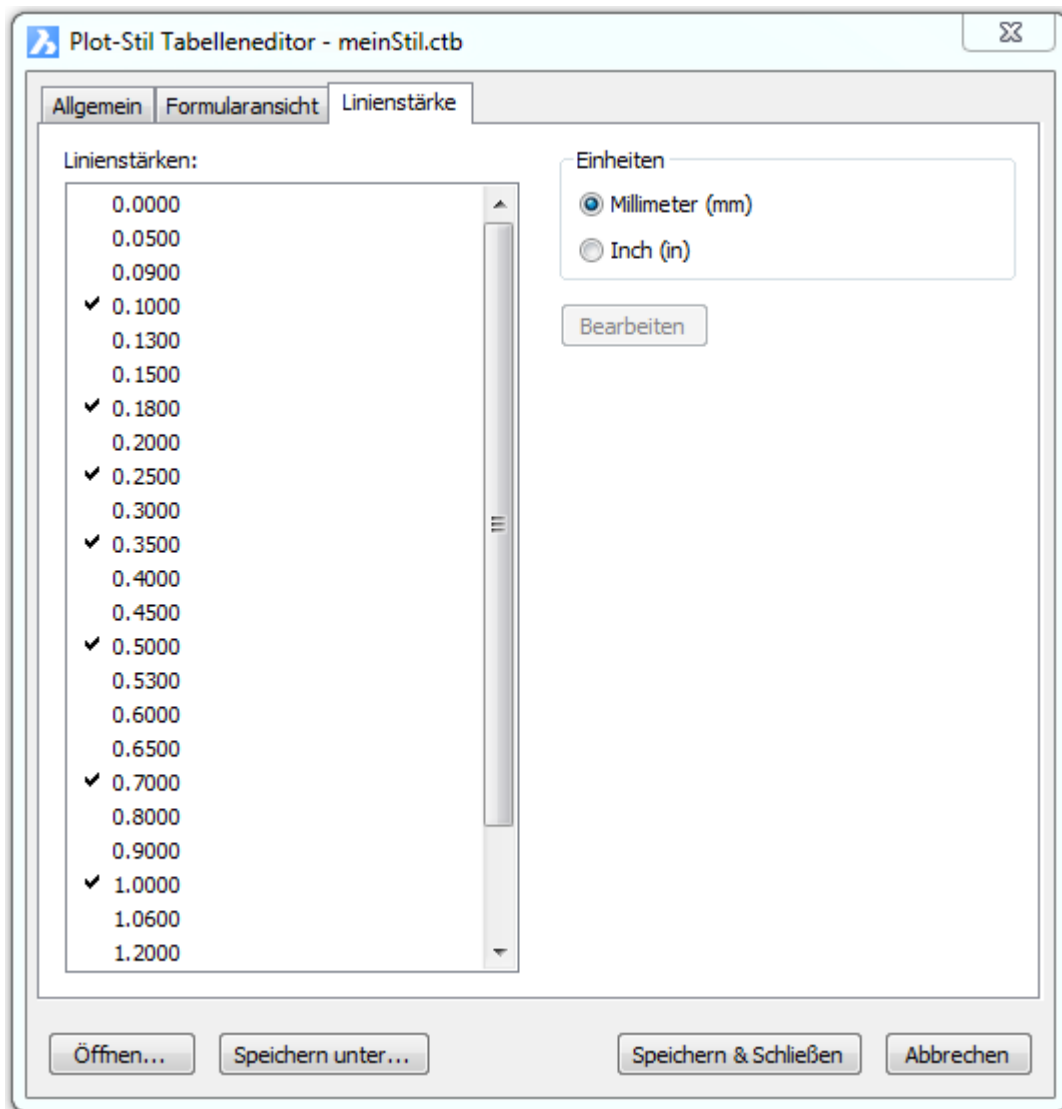 Plot-Stil Tabelleneditor - meinStil.ctb
Allgemein Formularansicht Linienstärke
Linienstärken:
0.0000
0.0500
0.0900
✔ 0.1000
0.1300
0.1500
✔ 0.1800
0.2000
✔ 0.2500
0.3000
✔ 0.3500
0.4000
0.4500
✔ 0.5000
0.5300
0.6000
0.6500
✔ 0.7000
0.8000
0.9000
✔ 1.0000
1.0600
1.2000
Einheiten
Millimeter (mm)
Inch (in)
Bearbeiten
Öffnen... Speichern unter... Speichern & Schließen Abbrechen